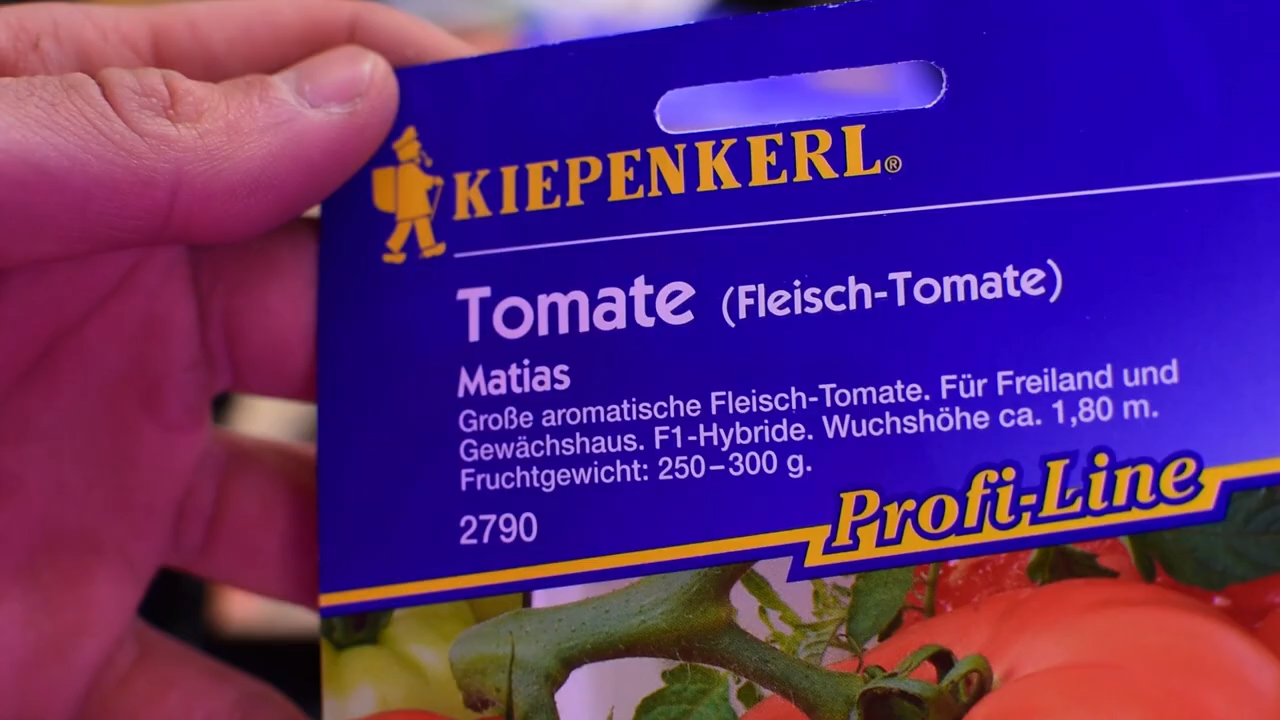 KIEPENKERL®
Tomate (Fleisch-Tomate)
Matias
Große aromatische Fleisch-Tomate. Für Freiland und
Gewächshaus. F1-Hybride. Wuchshöhe ca. 1,80 m.
Fruchtgewicht: 250–300 g.
2790
Profi-Line